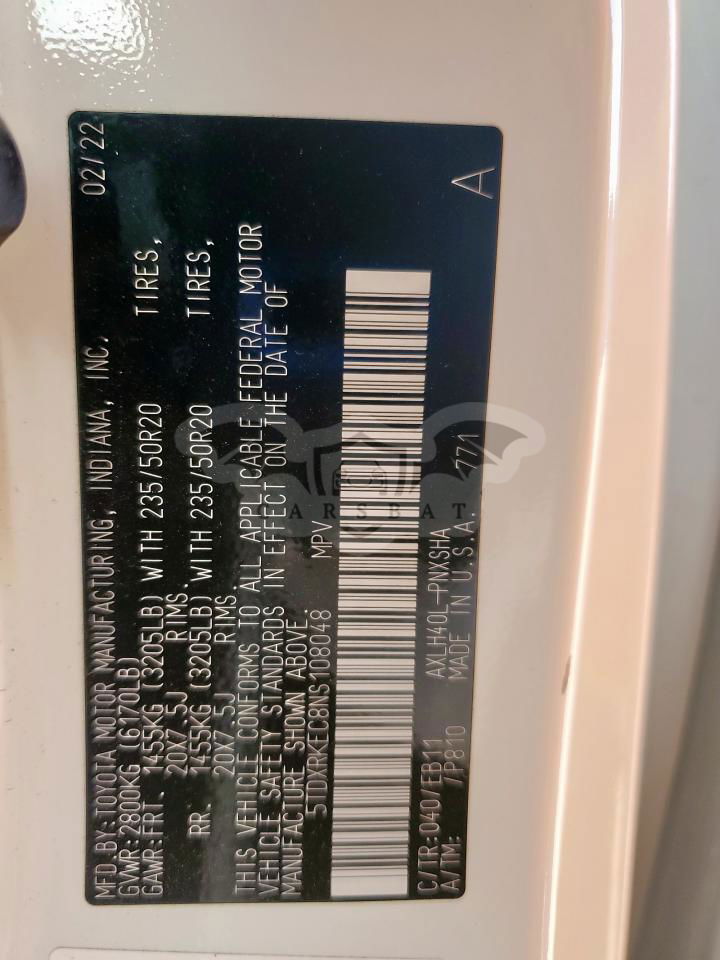 MFD.BY:TOYOTA MOTOR MANUFACTURING, INDIANA, INC. 02/22
GVWR:2800KG (6170LB)
GAWR:FRT. 1455KG (3205LB) WITH 235/50R20 TIRES,
20X7.5J RIMS.
RR. 1455KG (3205LB) WITH 235/50R20 TIRES,
20X7.5J RIMS.
THIS VEHICLE CONFORMS TO ALL APPLICABLE FEDERAL MOTOR
VEHICLE SAFETY STANDARDS IN EFFECT ON THE DATE OF
MANUFACTURE SHOWN ABOVE.
5TDXRKEC8NS108048 MPV
CARSBAT
C/TR:040/EB11 AXLH40L-PNXSHA A
A/TM: /P810 MADE IN U.S.A. 771